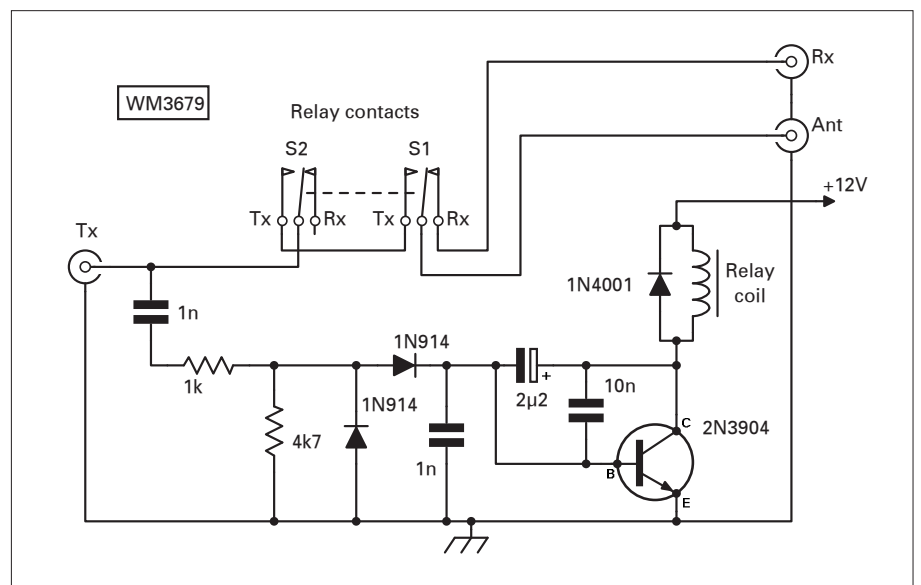 Rx
WM3679
Relay contacts
Ant
S2
S1
+12V
Tx
Rx
Tx
Rx
Tx
1N4001
Relay
coil
1n
1N914
1k
+
2µ2
10n
1N914
C
2N3904
4k7
1n
B
E